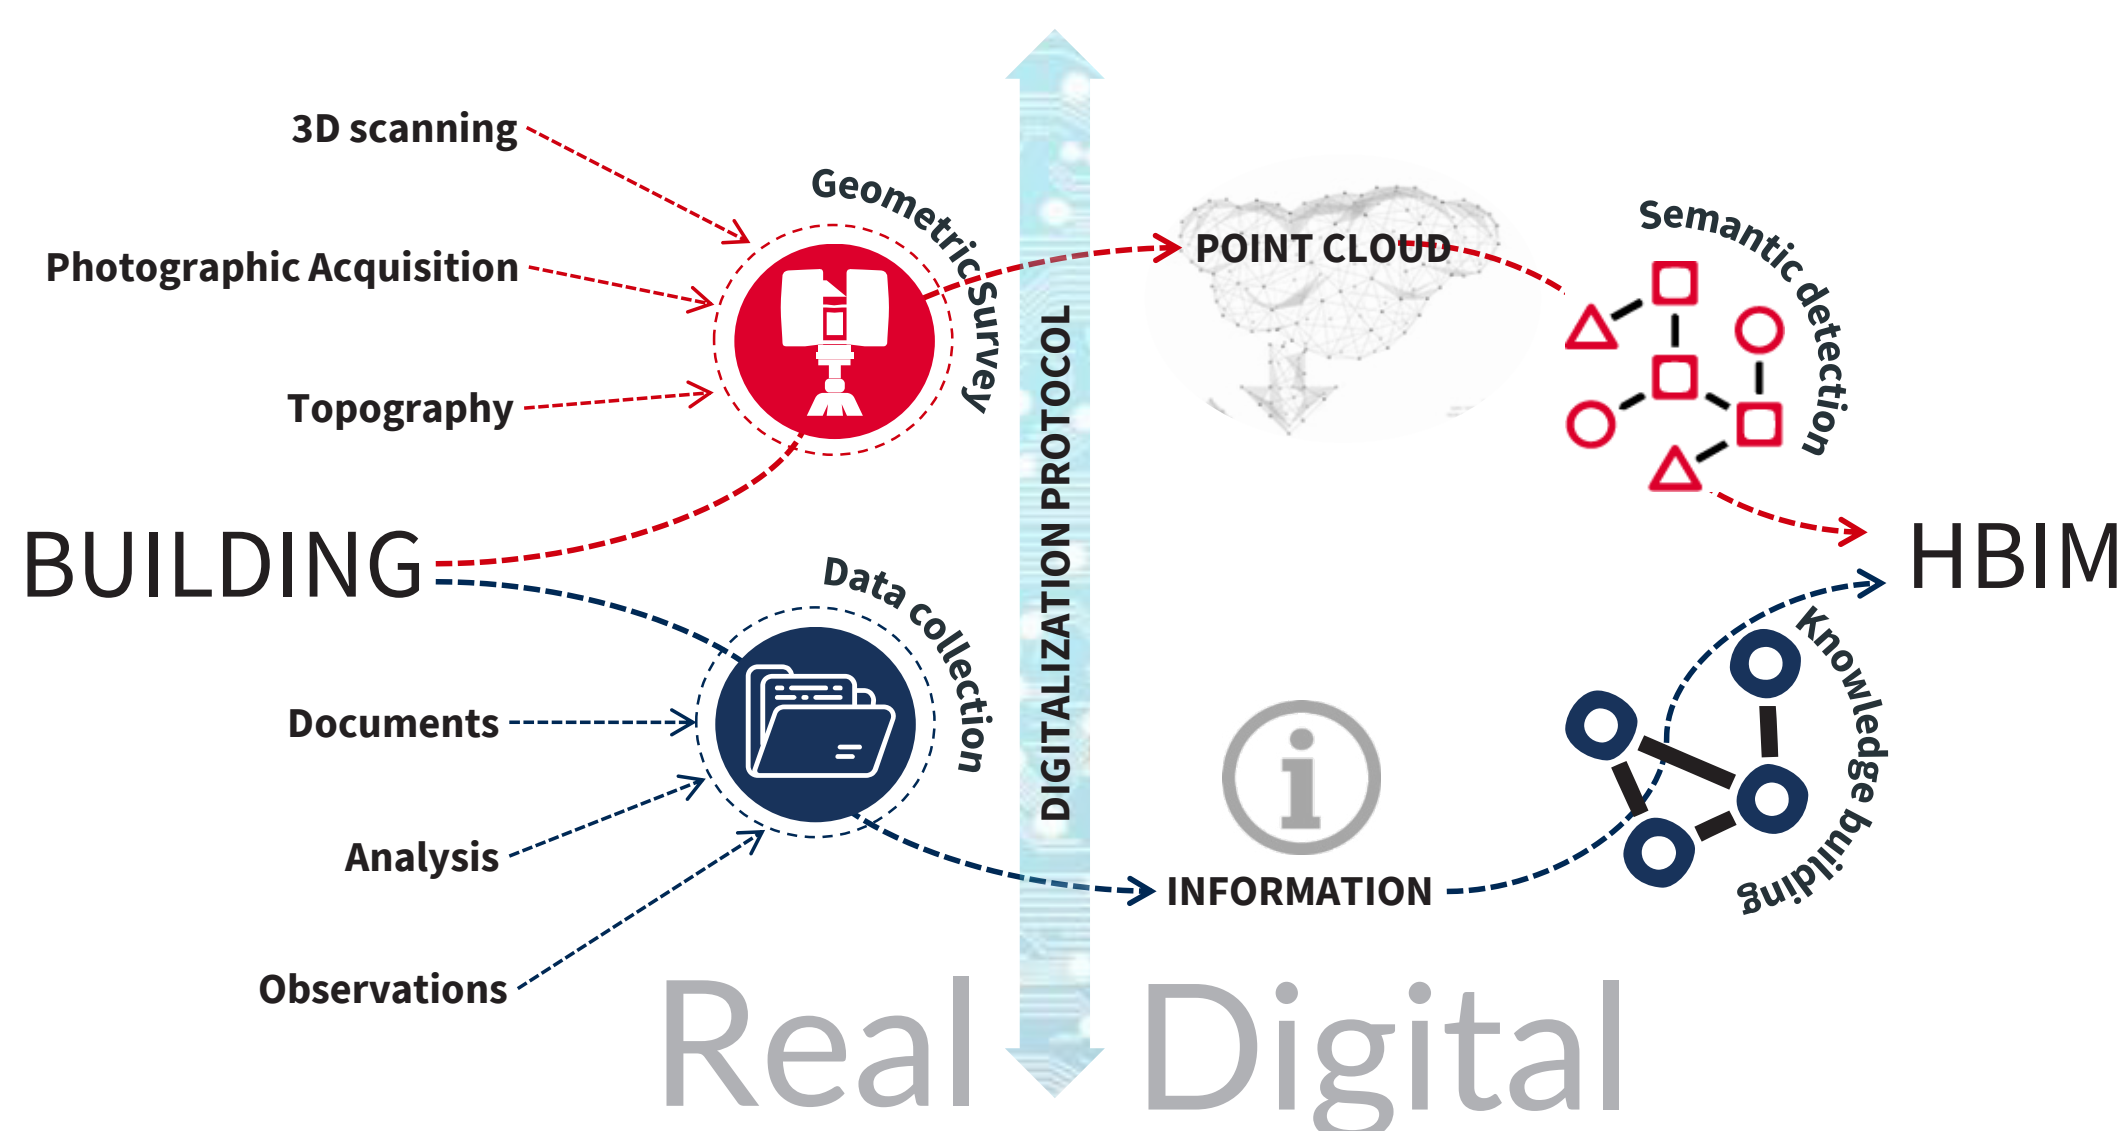 3D scanning
Photographic Acquisition
Topography
Geometric Survey
BUILDING
Data collection
Documents
Analysis
Observations
DIGITALIZATION PROTOCOL
POINT CLOUD
Semantic detection
HBIM
Knowledge building
INFORMATION
Real
Digital